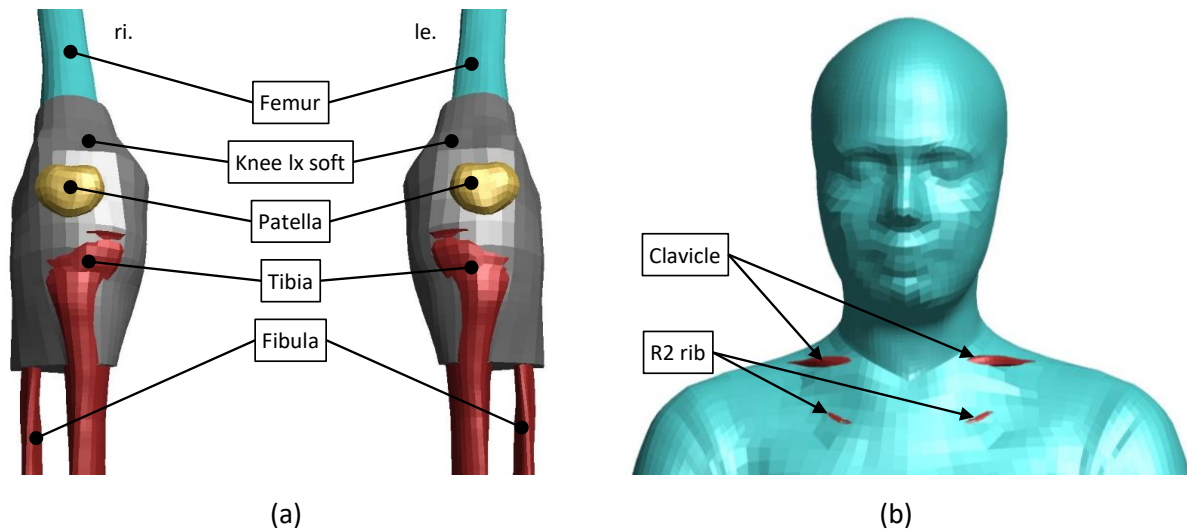 ri.
le.
Femur
Knee lx soft
Patella
Tibia
Fibula
(a)
Clavicle
R2 rib
(b)